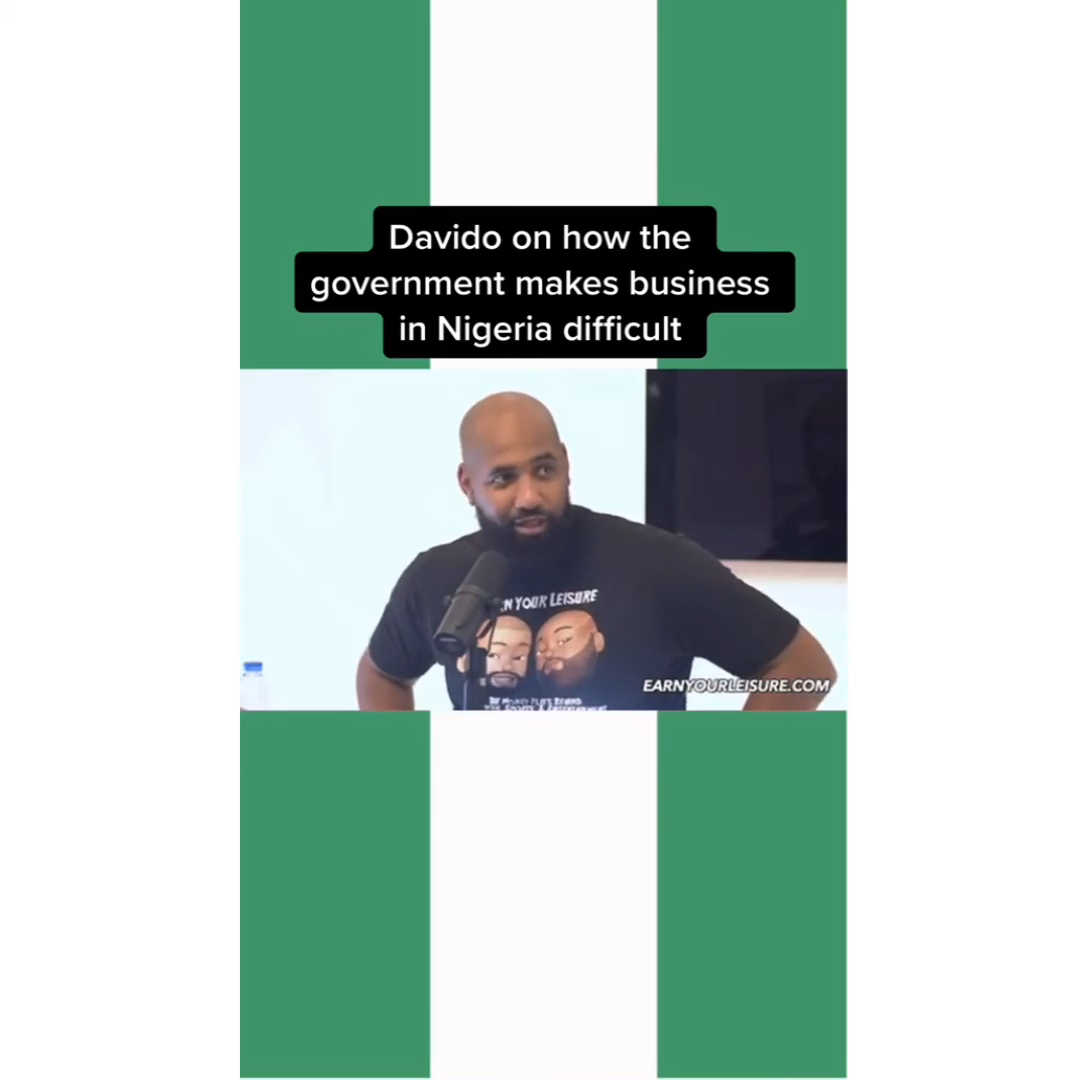 Davido on how the
government makes business
in Nigeria difficult
N YOUR LEISURE
EARNYOURLEISURE.COM